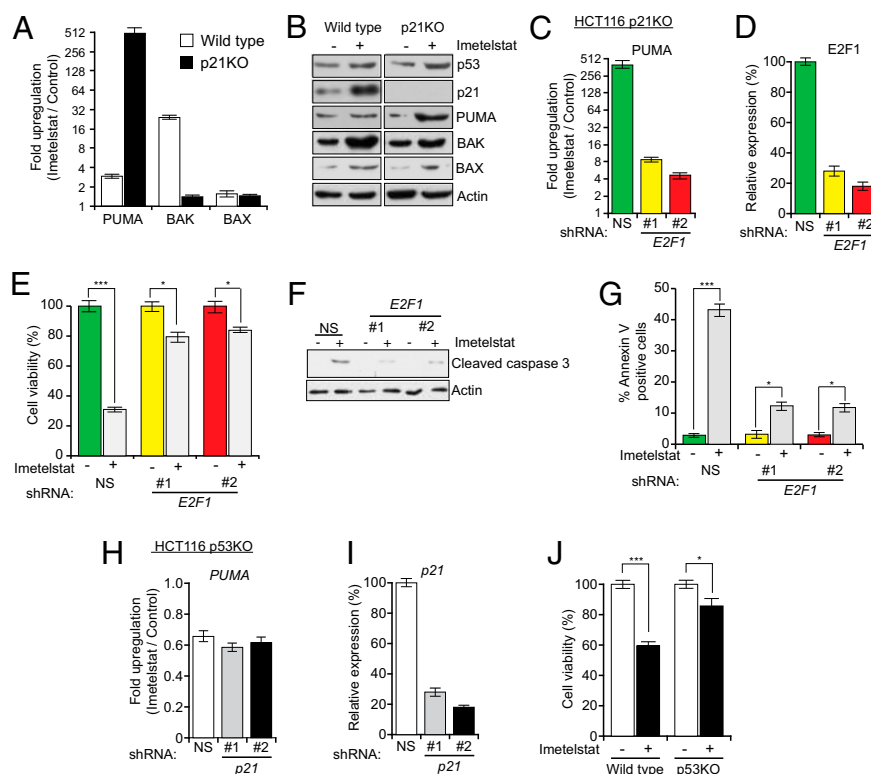 A
Fold upregulation
(Imetelstat / Control)
512
256
128
64
32
16
8
4
2
1
Wild type
p21KO
PUMA BAK BAX
B
Wild type p21KO
- + - + Imetelstat
p53
p21
PUMA
BAK
BAX
Actin
C
HCT116 p21KO
PUMA
Fold upregulation
(Imetelstat / Control)
512
256
128
64
32
16
8
4
2
1
shRNA: NS #1 #2
E2F1
D
E2F1
Relative expression (%)
100
80
60
40
20
0
NS #1 #2
E2F1
E
Cell viability (%)
100
80
60
40
20
0
*** * *
Imetelstat - + - + - +
shRNA: NS #1 #2
E2F1
F
E2F1
NS #1 #2
- + - + - + Imetelstat
Cleaved caspase 3
Actin
G
% Annexin V
positive cells
50
40
30
20
10
0
*** * *
Imetelstat - + - + - +
shRNA: NS #1 #2
E2F1
H
HCT116 p53KO
PUMA
Fold upregulation
(Imetelstat / Control)
1.0
0.8
0.6
0.4
0.2
0
shRNA: NS #1 #2
p21
I
p21
Relative expression (%)
100
80
60
40
20
0
shRNA: NS #1 #2
p21
J
Cell viability (%)
100
80
60
40
20
0
*** *
Imetelstat - + - +
Wild type p53KO